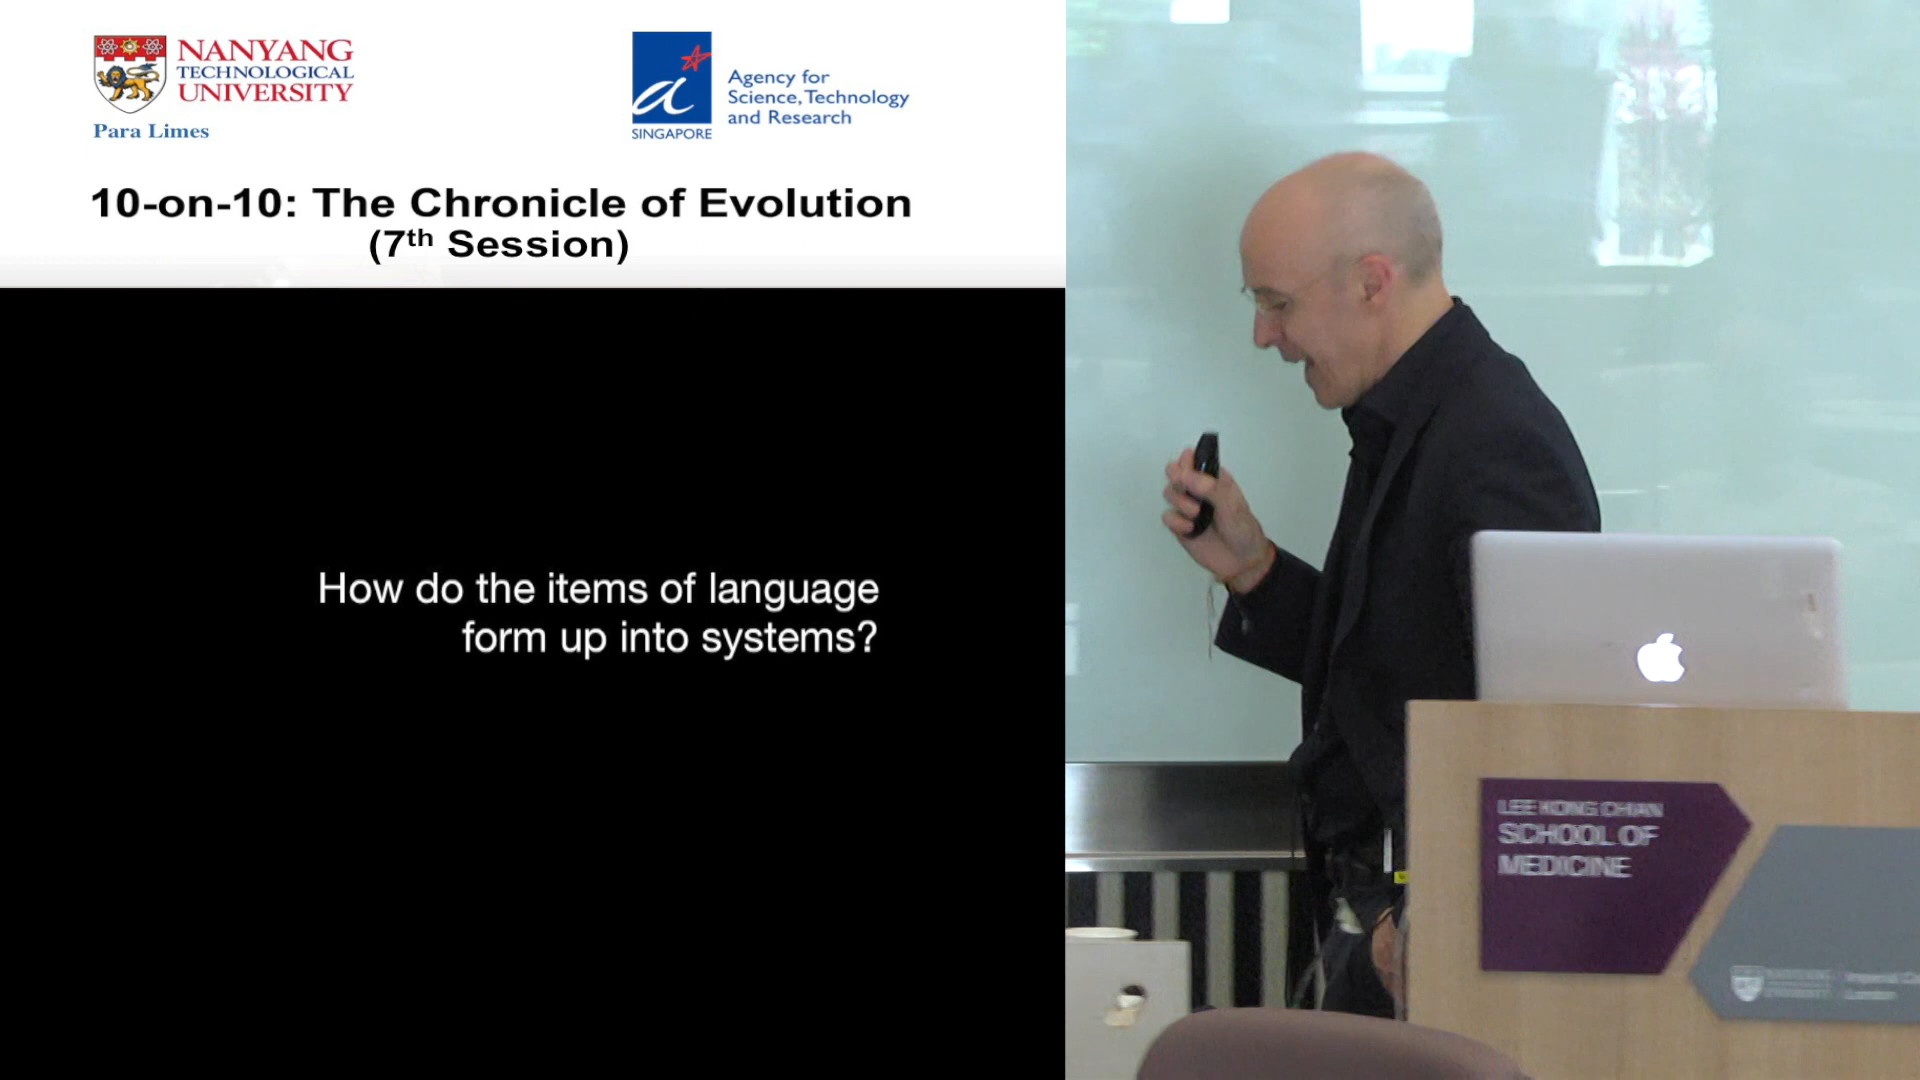 NANYANG
TECHNOLOGICAL
UNIVERSITY
Para Limes
SINGAPORE
Agency for
Science, Technology
and Research
10-on-10: The Chronicle of Evolution
(7th Session)
How do the items of language
form up into systems?
LEE KONG CHIAN
SCHOOL OF
MEDICINE